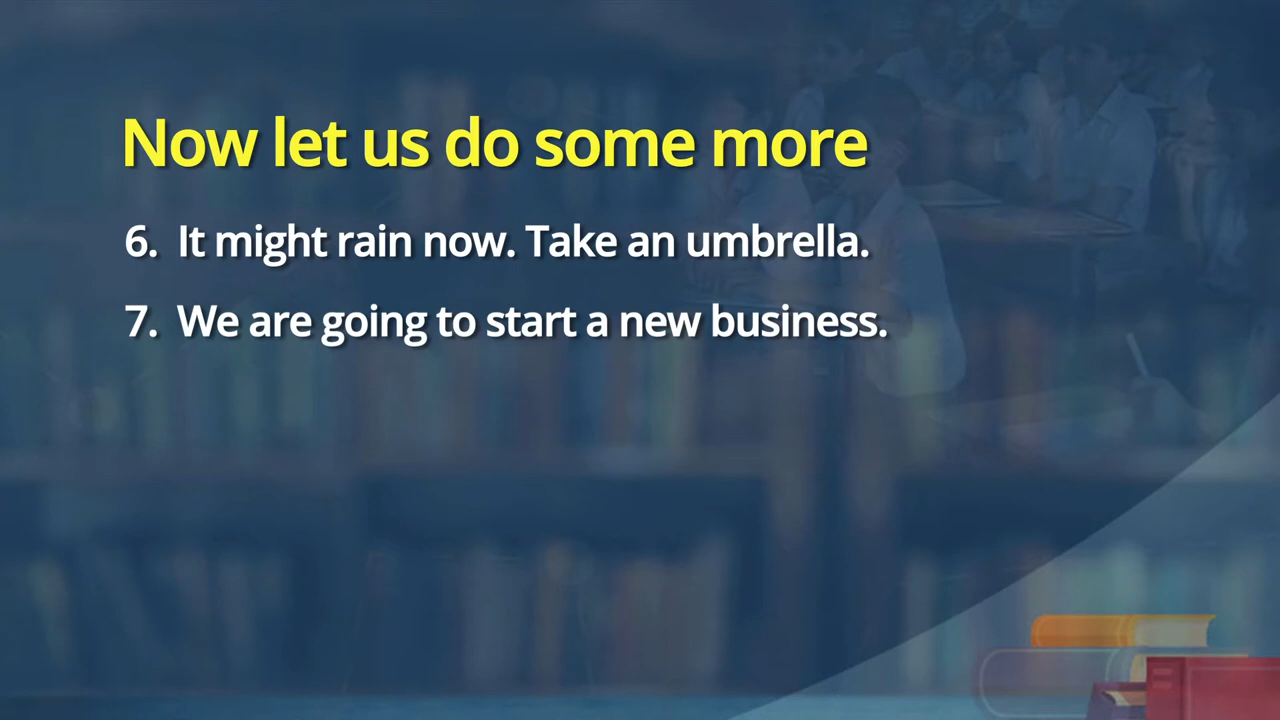 Now let us do some more
6. It might rain now. Take an umbrella.
7. We are going to start a new business.